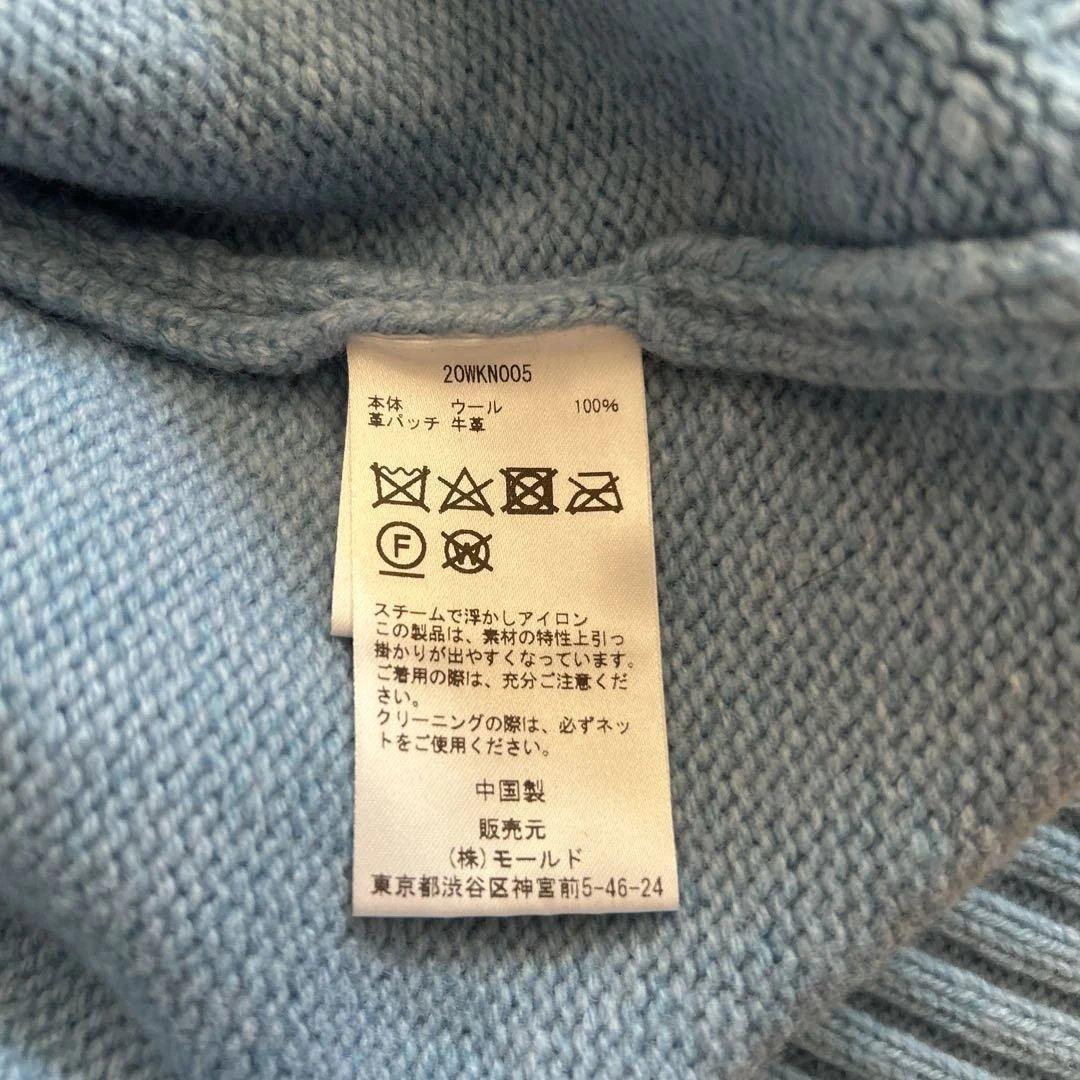 20WKN005
本体 ウール 100%
革パッチ 牛革
F
W
スチームで浮かしアイロン
この製品は、素材の特性上引っ
掛かりが出やすくなっています。
ご着用の際は、充分ご注意くだ
さい。
クリーニングの際は、必ずネッ
トをご使用ください。
中国製
販売元
(株)モールド
東京都渋谷区神宮前5-46-24